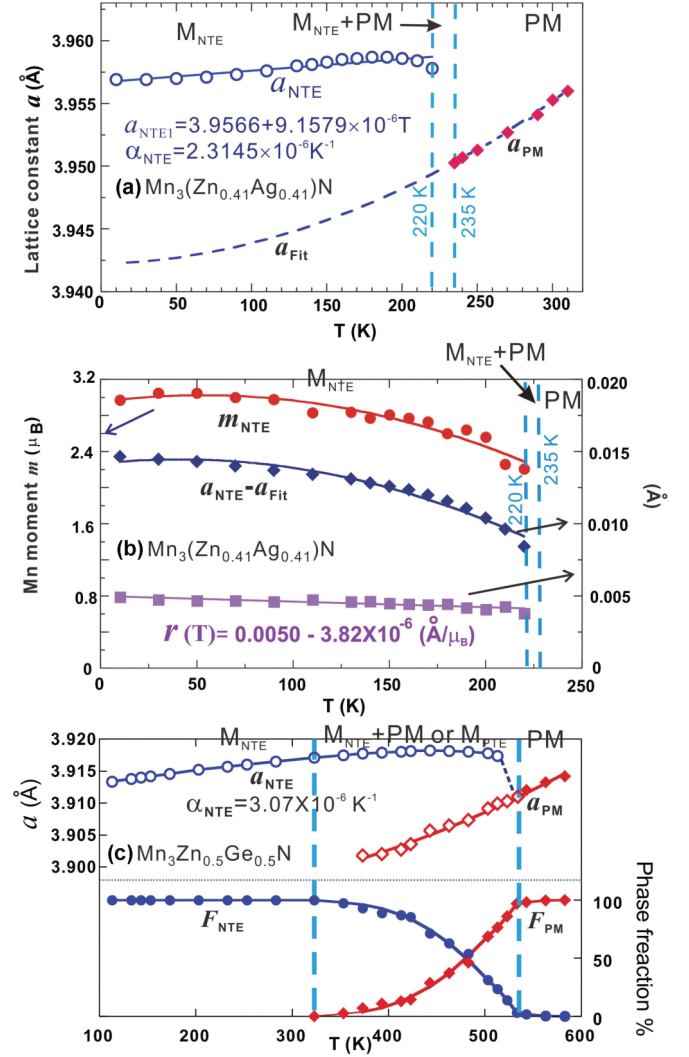 M_NTE M_NTE+PM PM
3.960
3.955
3.950
3.945
3.940
Lattice constant a (Å)
a_NTE
a_NTE1=3.9566+9.1579×10⁻⁶T
α_NTE=2.3145×10⁻⁶K⁻¹
a_PM
(a) Mn₃(Zn₀.₄₁Ag₀.₄₁)N
220 K
235 K
a_Fit
0 50 100 150 200 250 300
T (K)
M_NTE+PM
M_NTE
PM
3.2
2.4
1.6
0.8
0
Mn moment m (μ_B)
0.020
0.015
0.010
0.005
0.000
(Å)
m_NTE
a_NTE-a_Fit
220 K
235 K
(b) Mn₃(Zn₀.₄₁Ag₀.₄₁)N
r (T)= 0.0050 - 3.82X10⁻⁶ (Å/μ_B)
0 50 100 150 200 250
T (K)
M_NTE M_NTE+PM or M_PTE PM
3.920
3.915
3.910
3.905
3.900
a (Å)
a_NTE
α_NTE=3.07X10⁻⁶ K⁻¹
a_PM
(c) Mn₃Zn₀.₅Ge₀.₅N
F_NTE
F_PM
100
50
0
Phase freaction %
100 200 300 400 500 600
T (K)